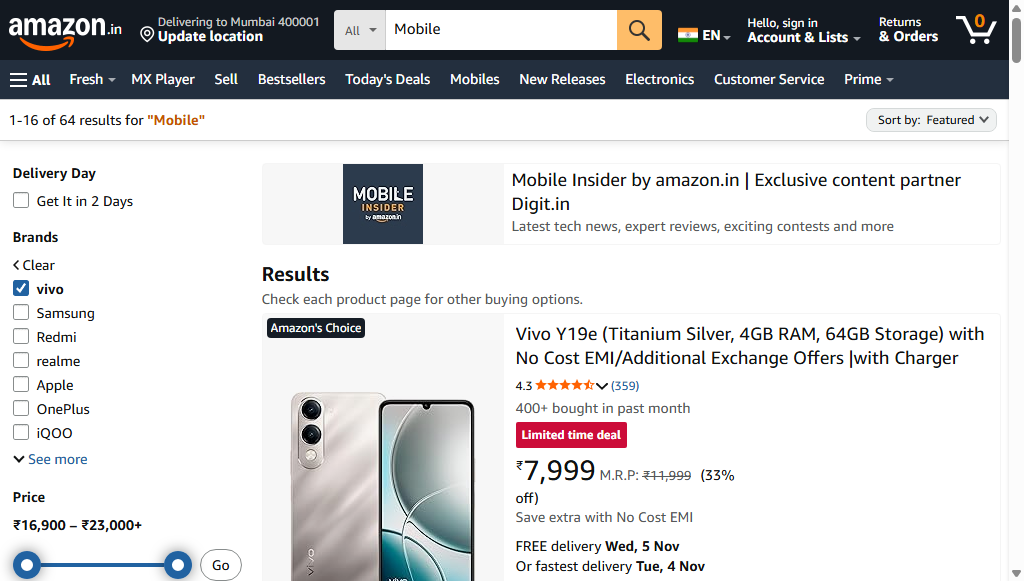 amazon.in
Delivering to Mumbai 400001
Update location
All
Mobile
EN
Hello, sign in
Account & Lists
Returns
& Orders
0
All
Fresh
MX Player
Sell
Bestsellers
Today's Deals
Mobiles
New Releases
Electronics
Customer Service
Prime
1-16 of 64 results for "Mobile"
Sort by: Featured
Delivery Day
Get It in 2 Days
Brands
Clear
vivo
Samsung
Redmi
realme
Apple
OnePlus
iQOO
See more
Price
₹16,900 – ₹23,000+
Go
MOBILE
INSIDER
by amazon.in
Mobile Insider by amazon.in | Exclusive content partner
Digit.in
Latest tech news, expert reviews, exciting contests and more
Results
Check each product page for other buying options.
Amazon's Choice
vivo
vivo
Vivo Y19e (Titanium Silver, 4GB RAM, 64GB Storage) with
No Cost EMI/Additional Exchange Offers |with Charger
4.3 (359)
400+ bought in past month
Limited time deal
₹7,999 M.R.P: ₹11,999 (33%
off)
Save extra with No Cost EMI
FREE delivery Wed, 5 Nov
Or fastest delivery Tue, 4 Nov